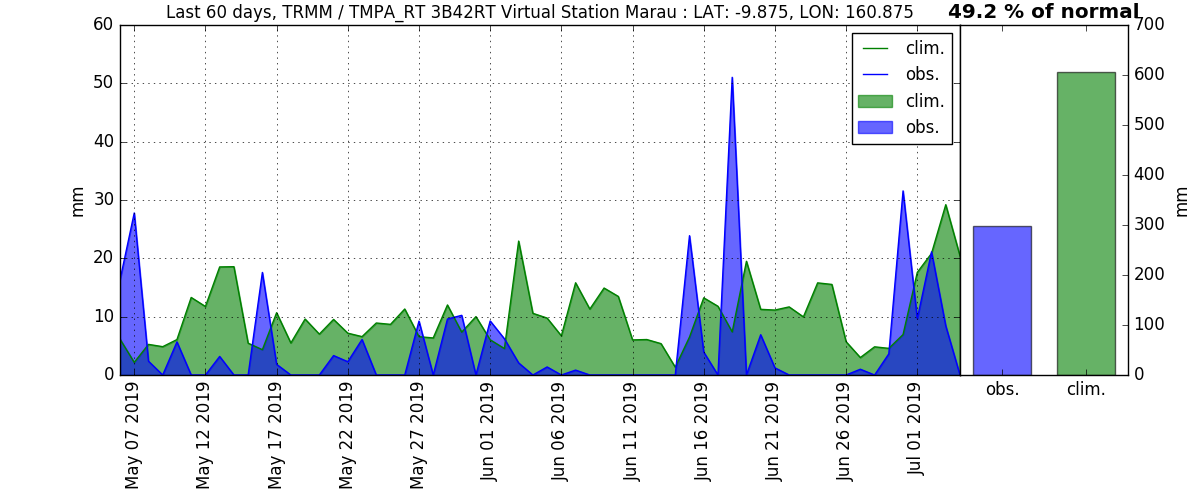 Last 60 days, TRMM / TMPA_RT 3B42RT Virtual Station Marau : LAT: -9.875, LON: 160.875
49.2 % of normal
60
50
40
30
20
10
0
mm
clim.
obs.
clim.
obs.
700
600
500
400
300
200
100
0
mm
May 07 2019
May 12 2019
May 17 2019
May 22 2019
May 27 2019
Jun 01 2019
Jun 06 2019
Jun 11 2019
Jun 16 2019
Jun 21 2019
Jun 26 2019
Jul 01 2019
obs.
clim.